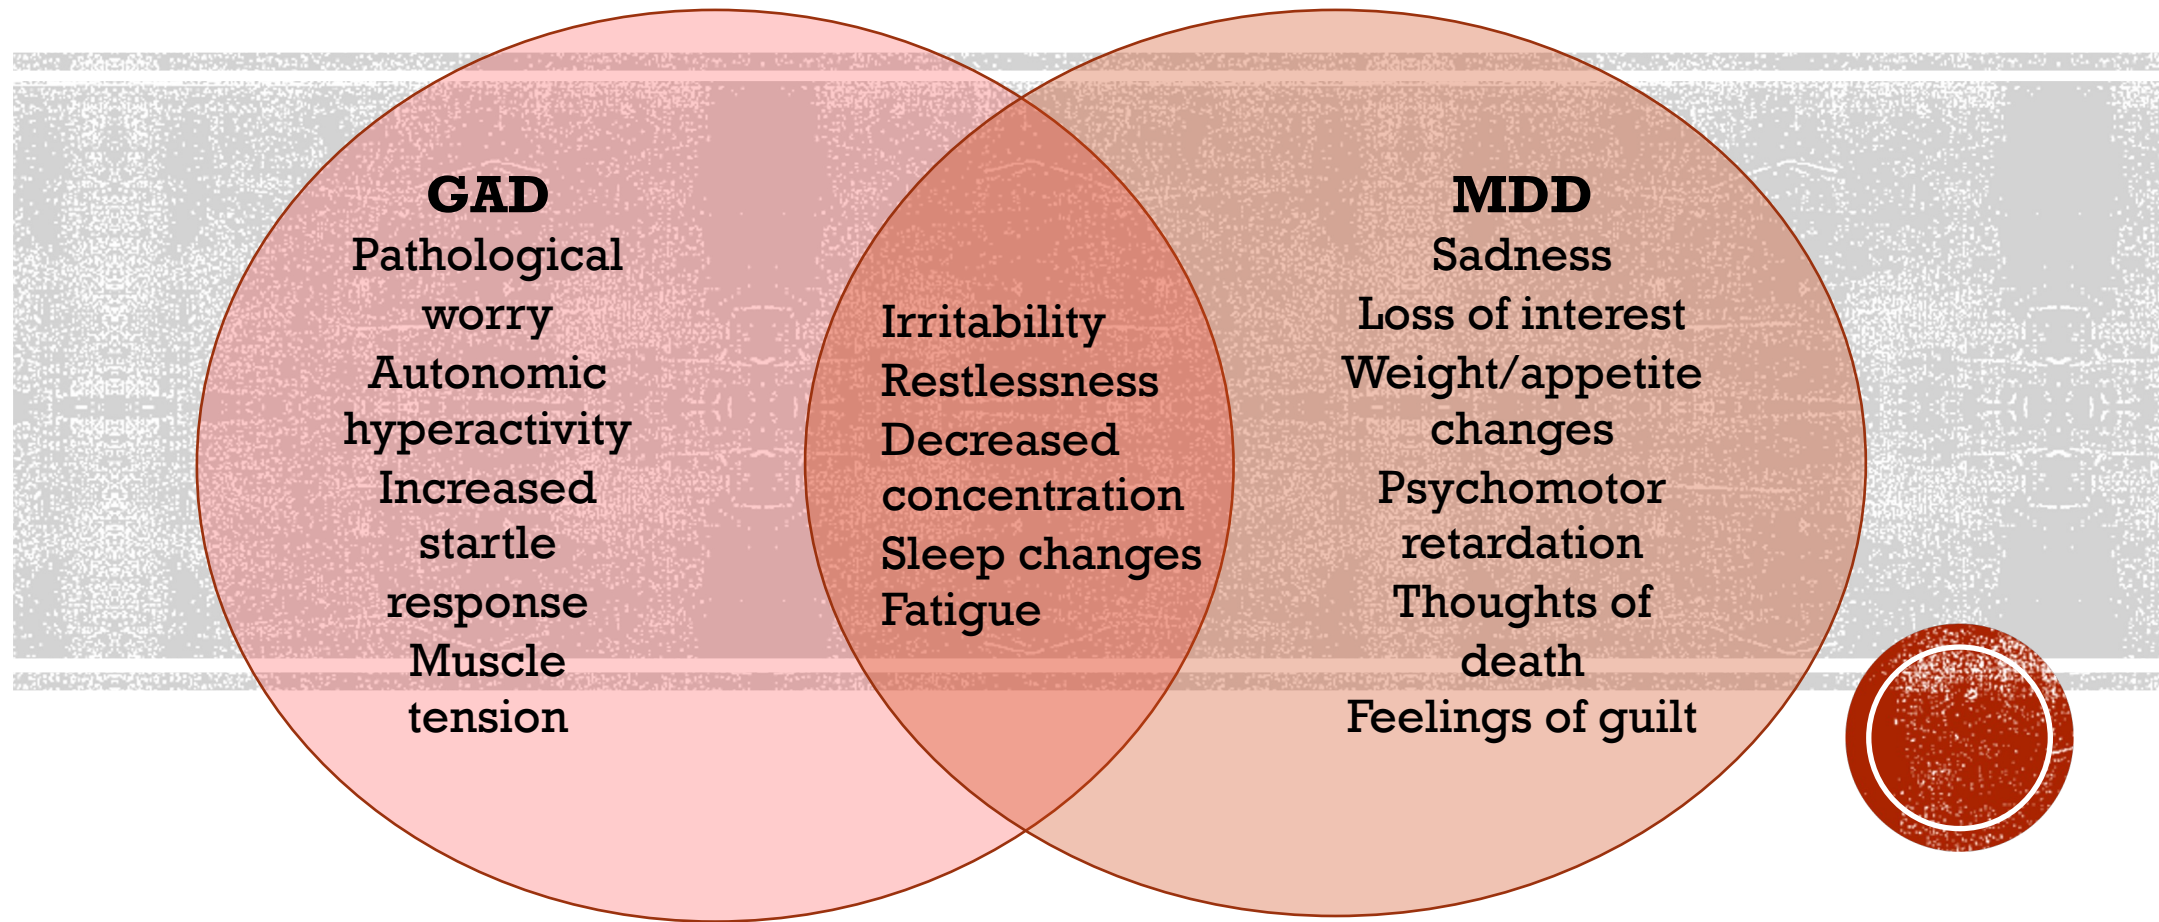 GAD
Pathological
worry
Autonomic
hyperactivity
Increased
startle
response
Muscle
tension
Irritability
Restlessness
Decreased
concentration
Sleep changes
Fatigue
MDD
Sadness
Loss of interest
Weight/appetite
changes
Psychomotor
retardation
Thoughts of
death
Feelings of guilt